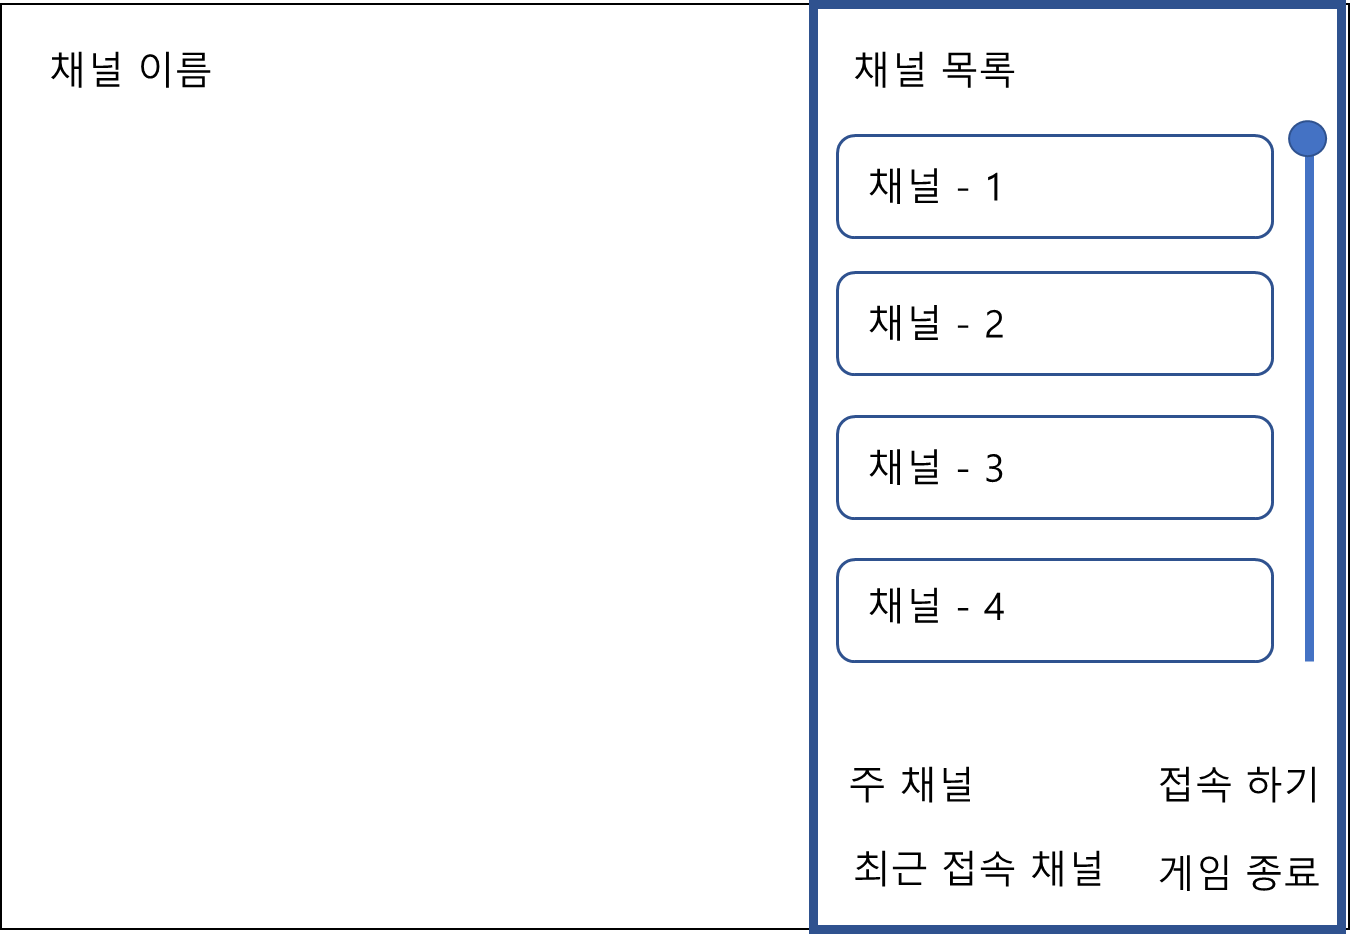 채널 이름
채널 목록
채널 - 1
채널 - 2
채널 - 3
채널 - 4
주 채널
접속 하기
최근 접속 채널
게임 종료